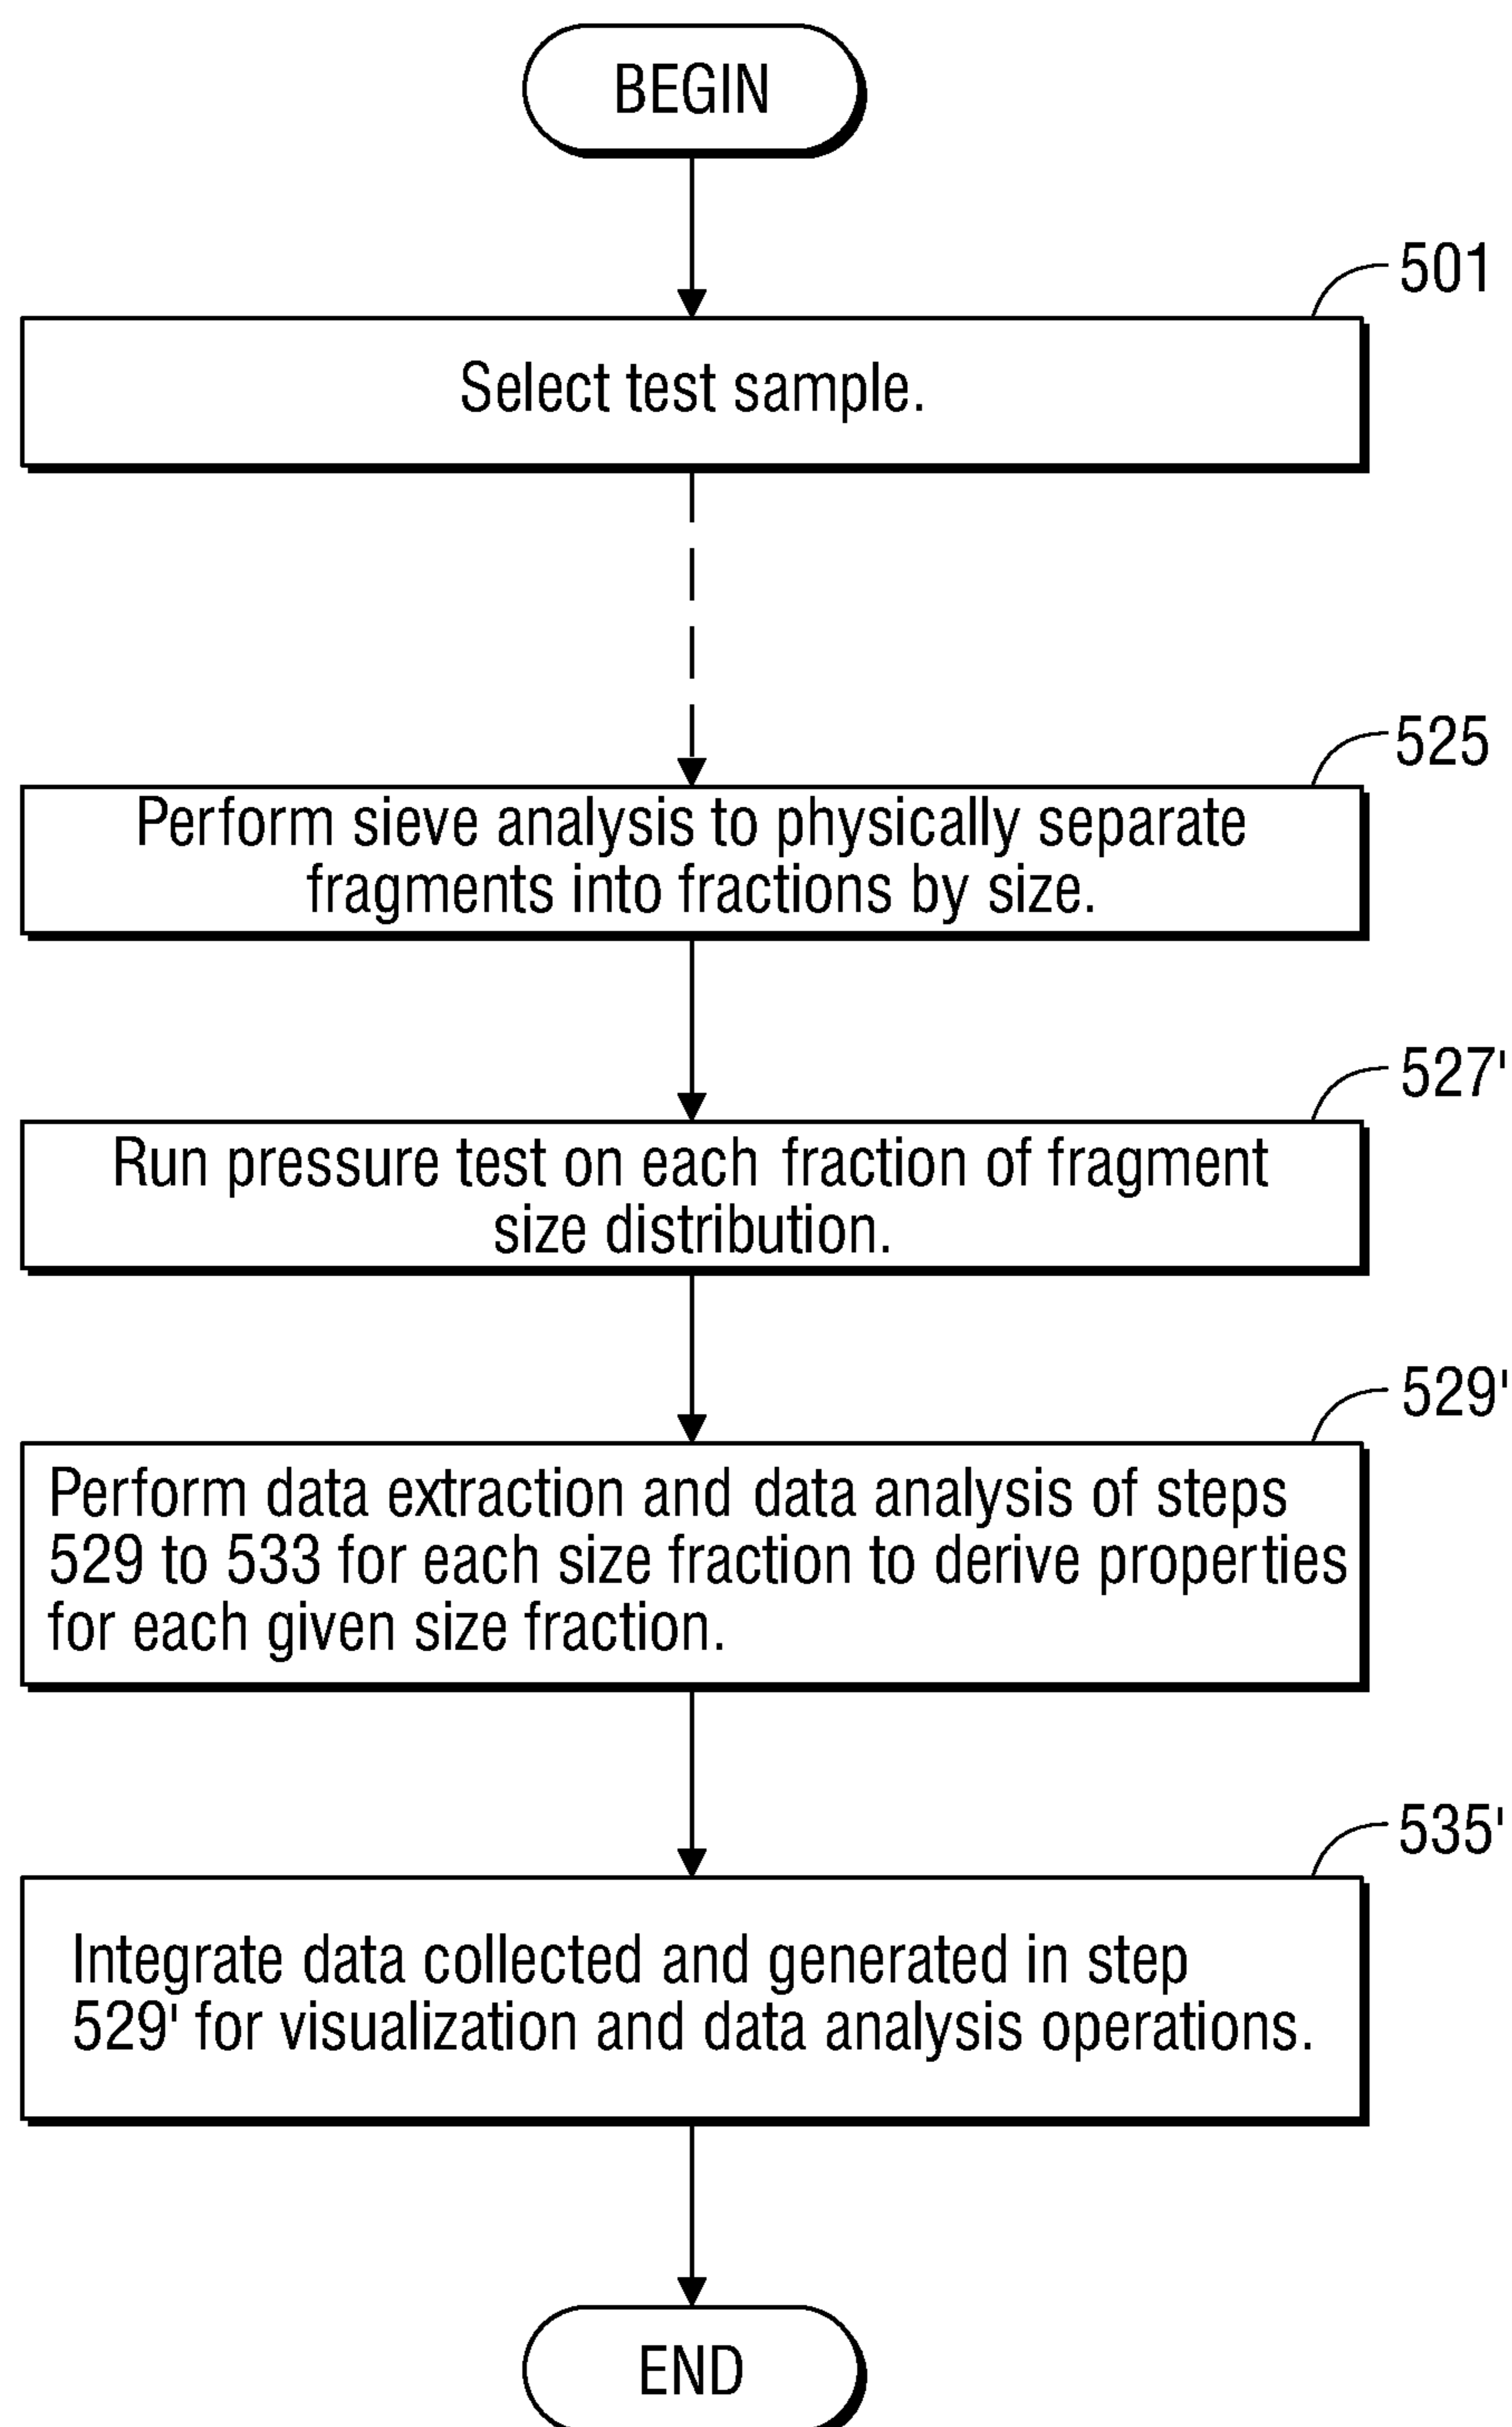 BEGIN
501
Select test sample.
525
Perform sieve analysis to physically separate
fragments into fractions by size.
527'
Run pressure test on each fraction of fragment
size distribution.
529'
Perform data extraction and data analysis of steps
529 to 533 for each size fraction to derive properties
for each given size fraction.
535'
Integrate data collected and generated in step
529' for visualization and data analysis operations.
END